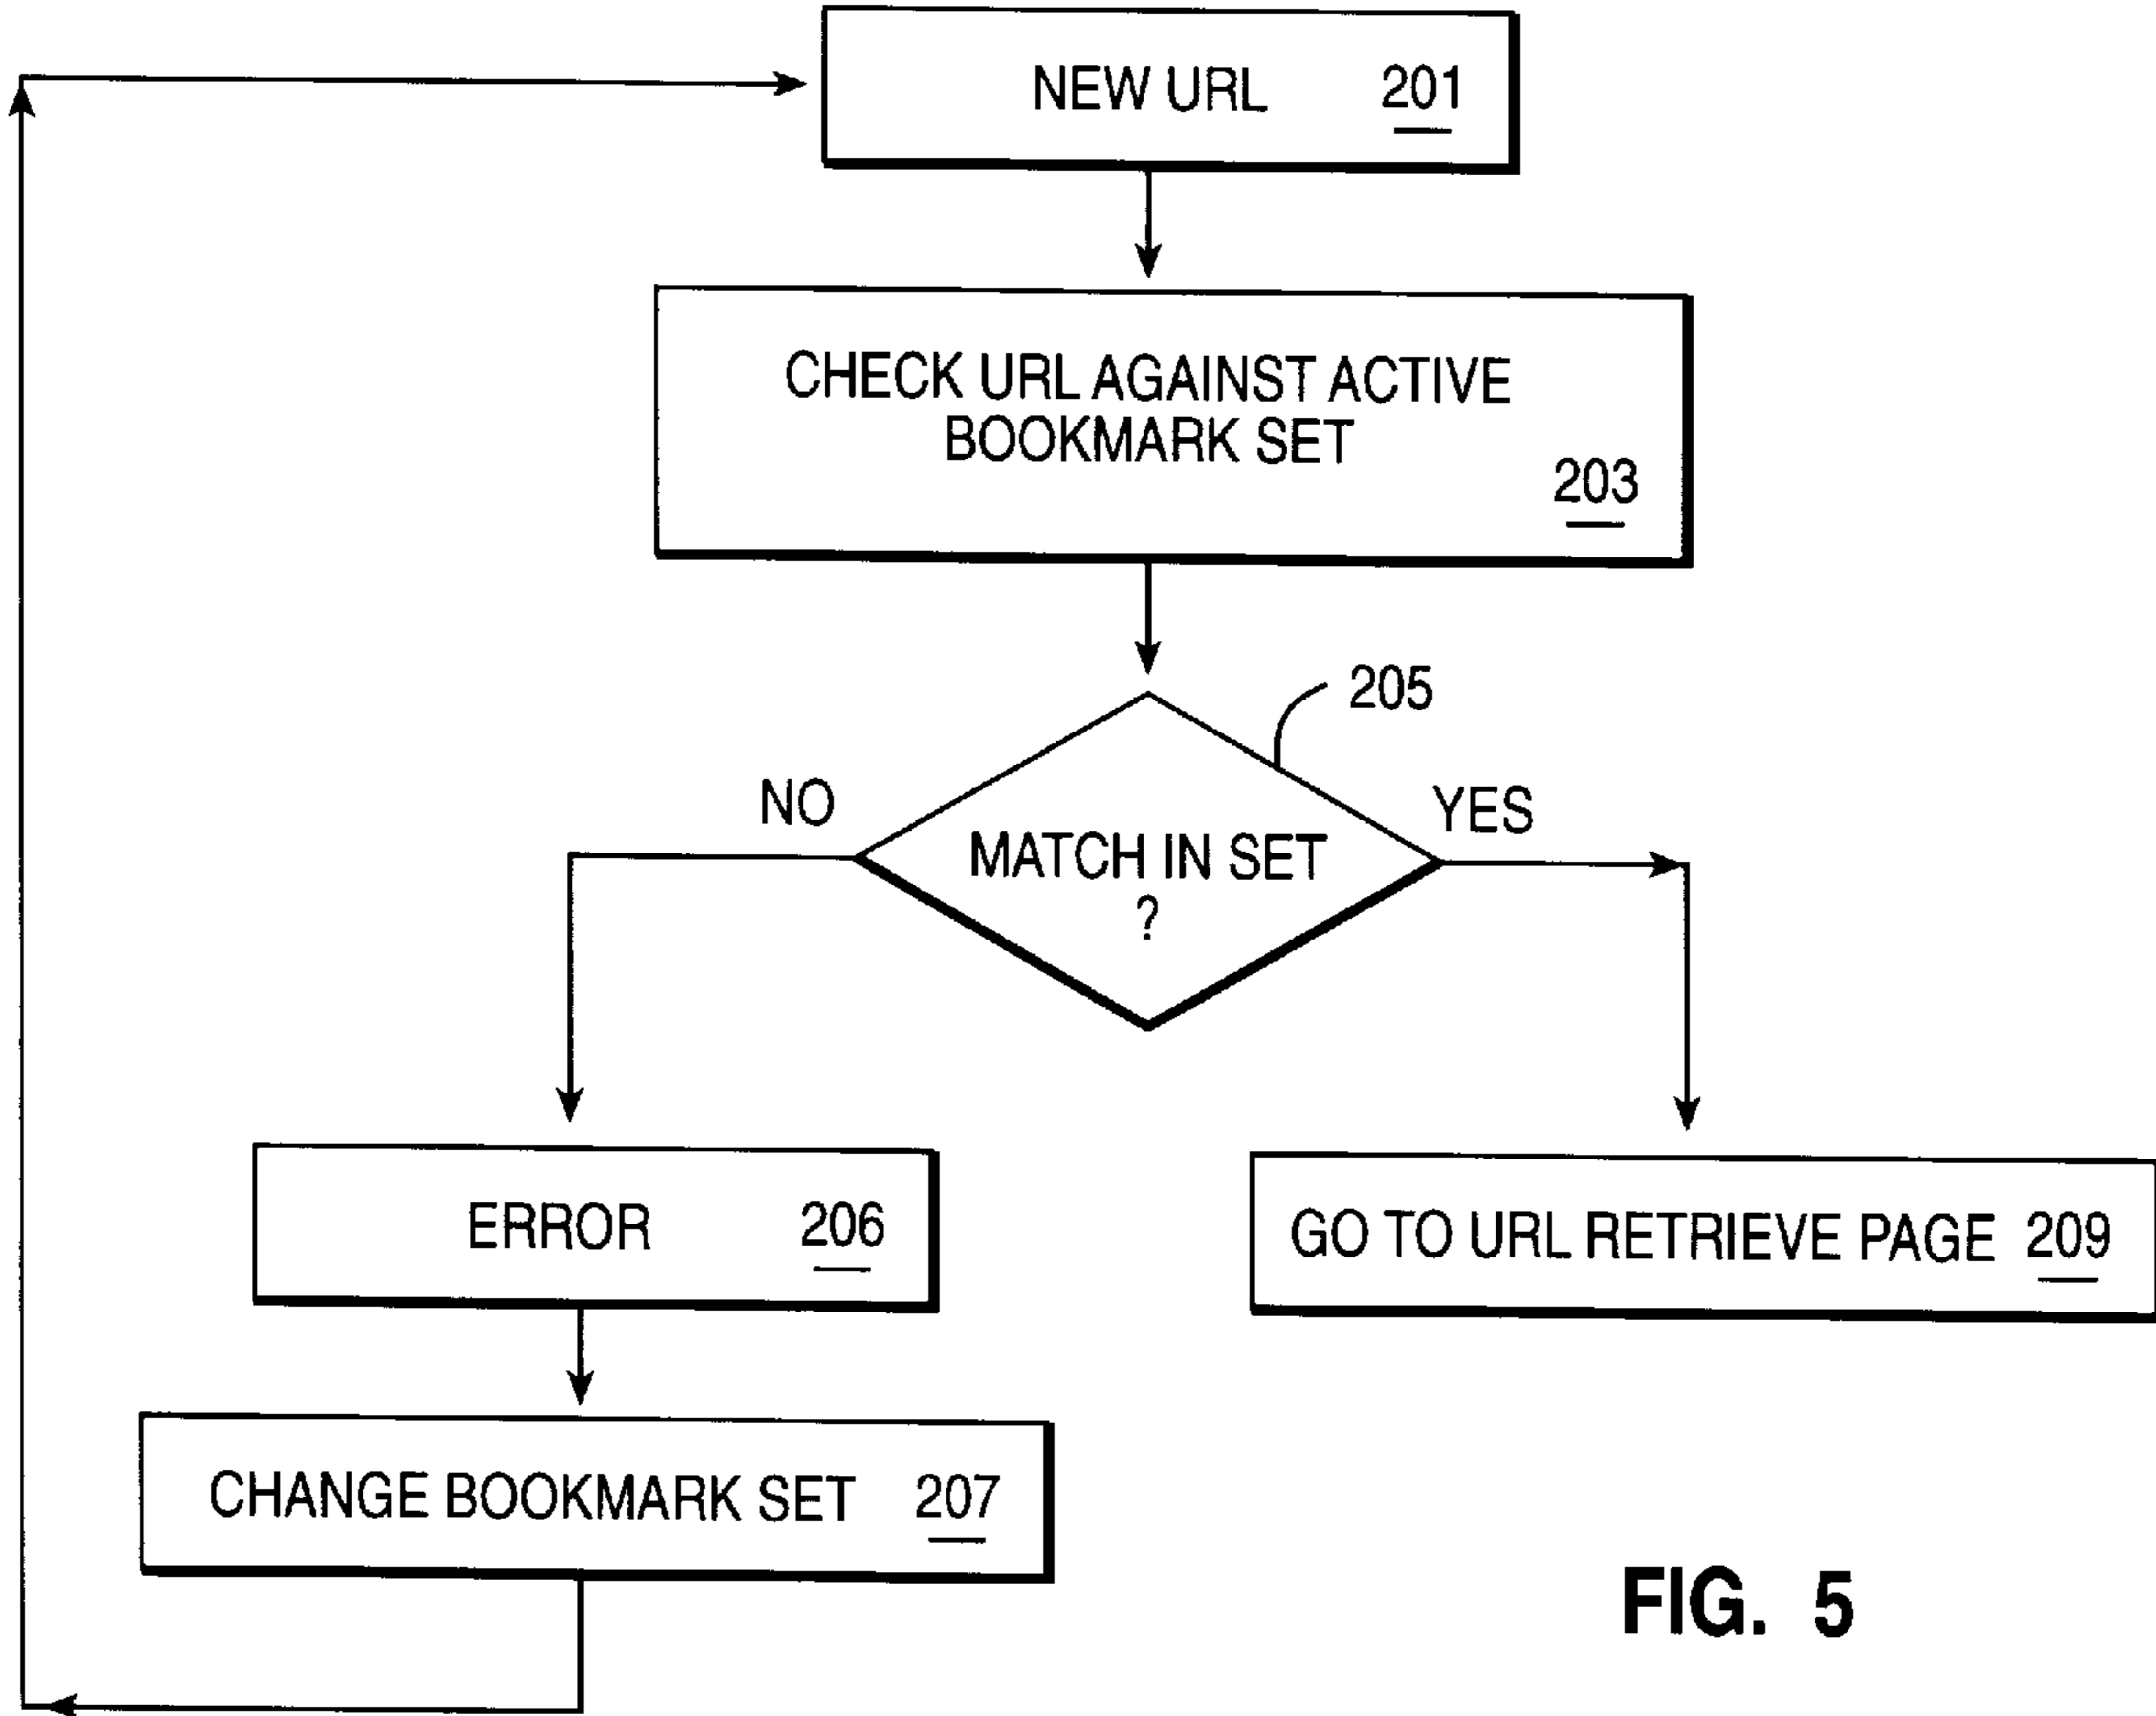 NEW URL 201
CHECK URL AGAINST ACTIVE
BOOKMARK SET
203
205
NO
YES
MATCH IN SET
?
ERROR 206
GO TO URL RETRIEVE PAGE 209
CHANGE BOOKMARK SET 207
FIG. 5